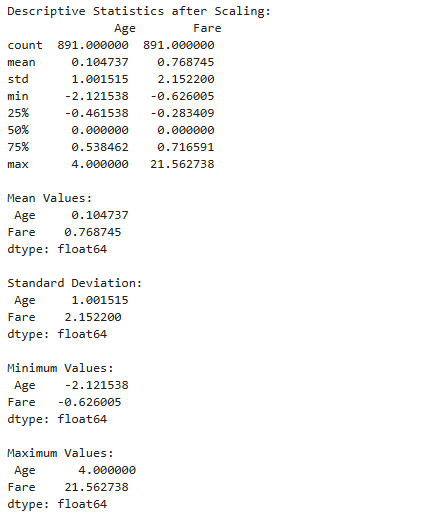 Descriptive Statistics after Scaling:
Age Fare
count 891.000000 891.000000
mean 0.104737 0.768745
std 1.001515 2.152200
min -2.121538 -0.626005
25% -0.461538 -0.283409
50% 0.000000 0.000000
75% 0.538462 0.716591
max 4.000000 21.562738
Mean Values:
Age 0.104737
Fare 0.768745
dtype: float64
Standard Deviation:
Age 1.001515
Fare 2.152200
dtype: float64
Minimum Values:
Age -2.121538
Fare -0.626005
dtype: float64
Maximum Values:
Age 4.000000
Fare 21.562738
dtype: float64